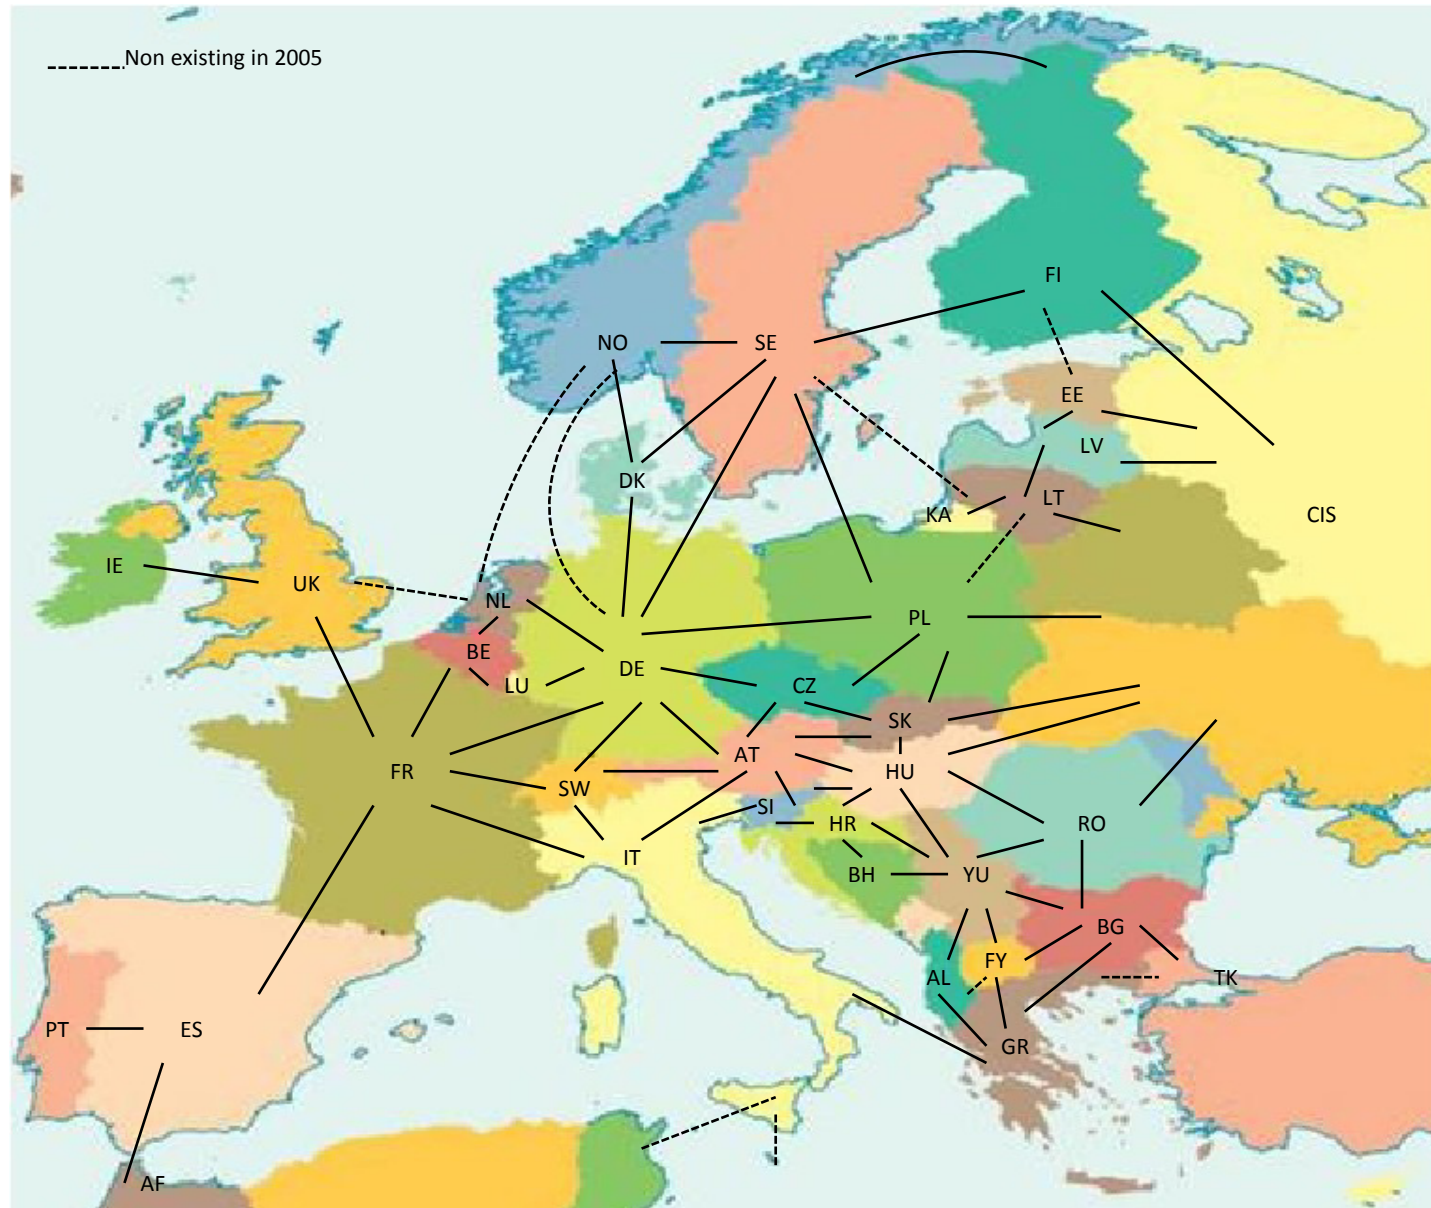 Non existing in 2005
FI
NO
SE
EE
LV
DK
LT
KA
CIS
IE
UK
NL
PL
BE
DE
LU
CZ
SK
AT
FR
HU
SW
SI
HR
RO
IT
BH
YU
BG
FY
AL
TK
PT
ES
GR
AF